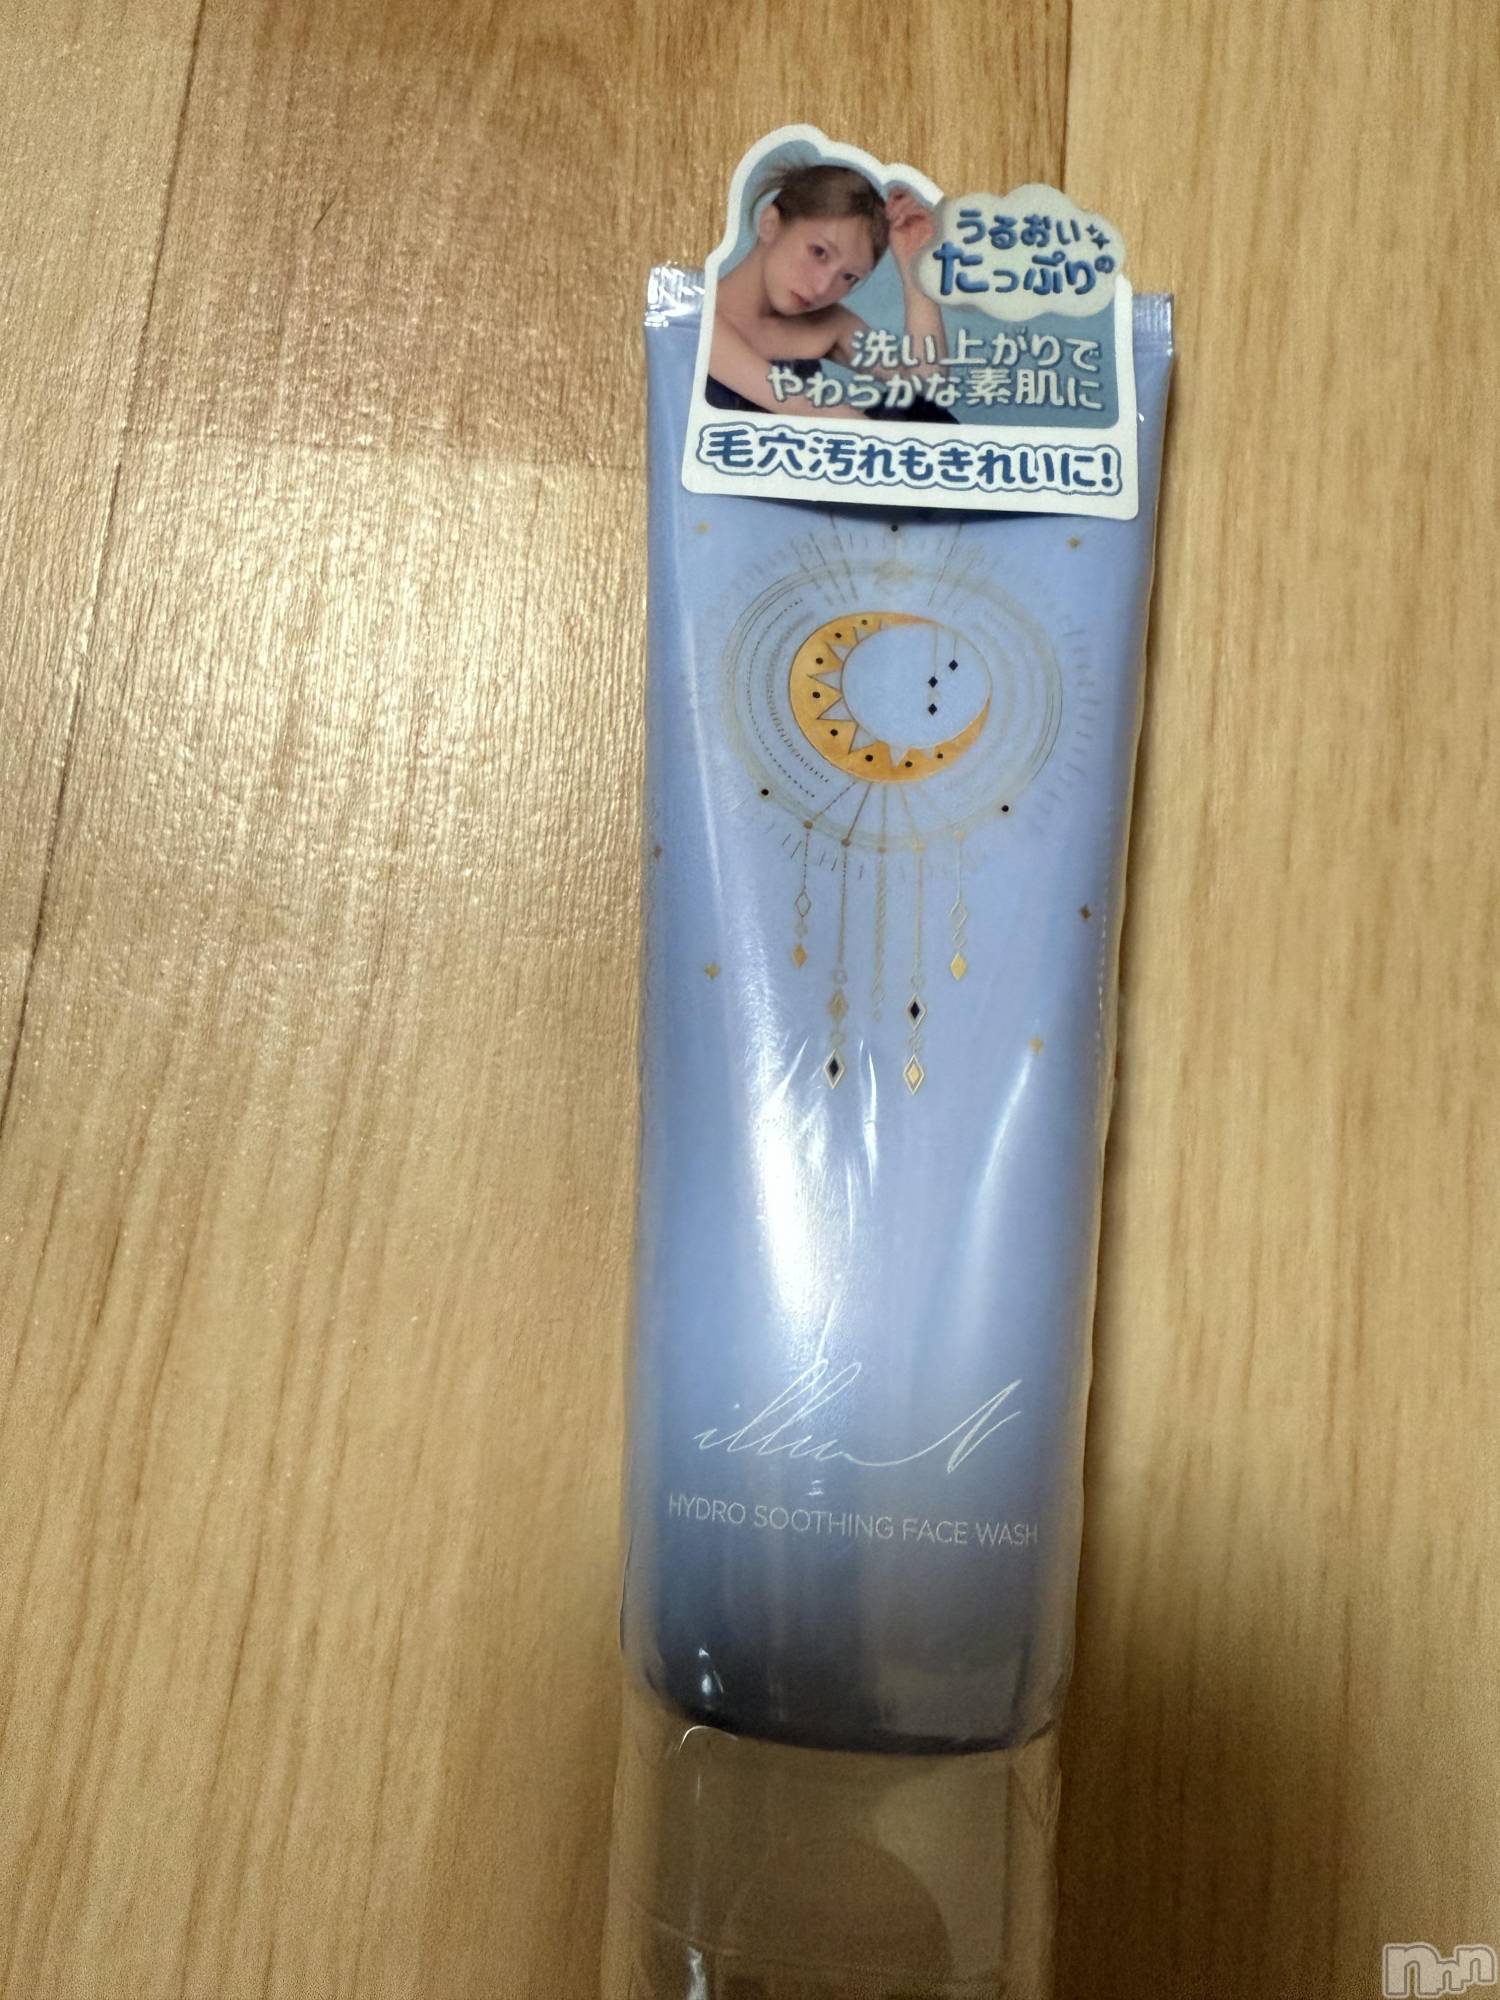 うるおい
たっぷり
洗い上がりで
やわらかな素肌に
毛穴汚れもきれいに!
HYDRO SOOTHING FACE WASH